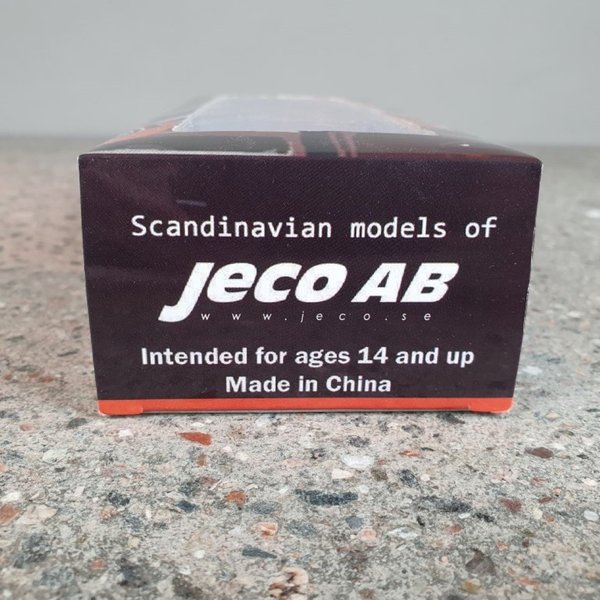 Scandinavian models of
Jeco AB
www.jeco.se
Intended for ages 14 and up
Made in China